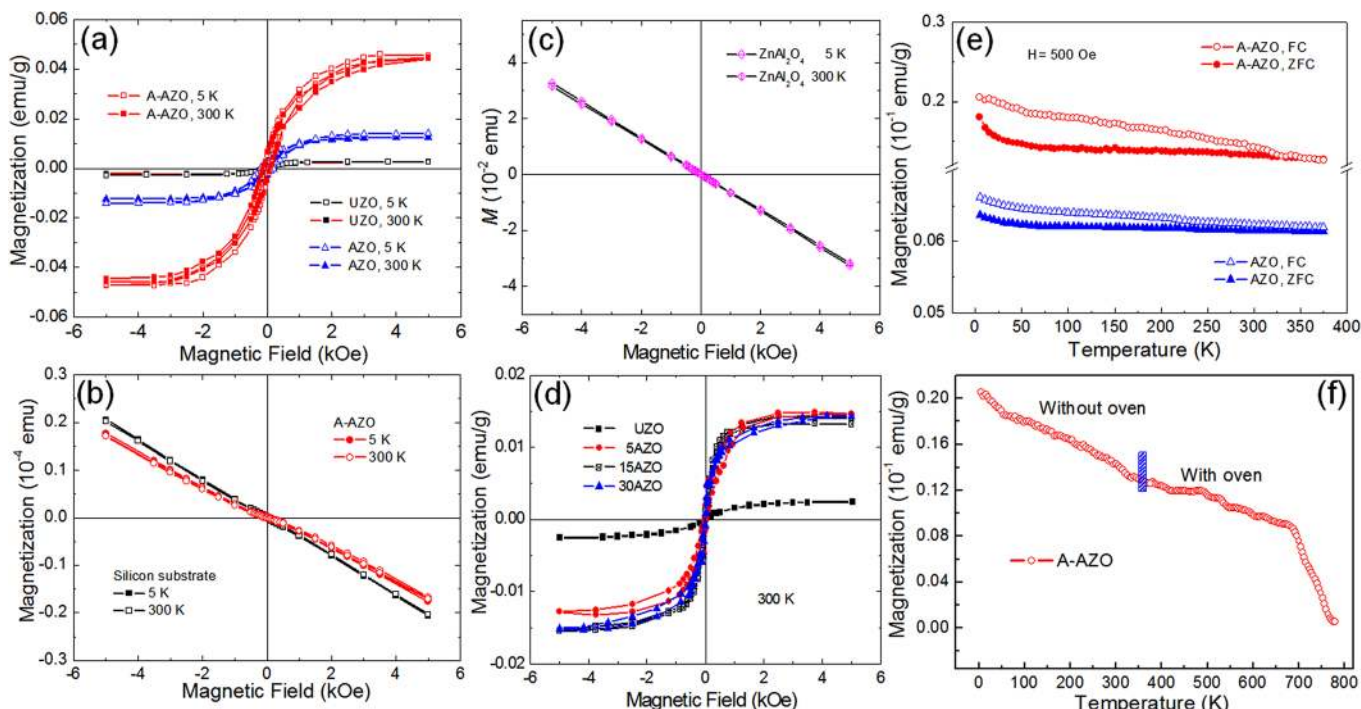 (a)
0.06
0.04
0.02
0.00
-0.02
-0.04
-0.06
Magnetization (emu/g)
A-AZO, 5 K
A-AZO, 300 K
UZO, 5 K
UZO, 300 K
AZO, 5 K
AZO, 300 K
-6 -4 -2 0 2 4 6
Magnetic Field (kOe)
(c)
4
2
0
-2
-4
M (10⁻² emu)
ZnAl₂O₄ 5 K
ZnAl₂O₄ 300 K
-6 -4 -2 0 2 4 6
Magnetic Field (kOe)
(e)
0.3
0.2
0.06
0.05
Magnetization (10⁻¹ emu/g)
H= 500 Oe
A-AZO, FC
A-AZO, ZFC
AZO, FC
AZO, ZFC
0 50 100 150 200 250 300 350 400
Temperature (K)
(b)
0.3
0.2
0.1
0.0
-0.1
-0.2
-0.3
Magnetization (10⁻⁴ emu)
A-AZO
5 K
300 K
Silicon substrate
5 K
300 K
-6 -4 -2 0 2 4 6
Magnetic Field (kOe)
(d)
0.02
0.01
0.00
-0.01
-0.02
Magnetization (emu/g)
UZO
5AZO
15AZO
30AZO
300 K
-6 -4 -2 0 2 4 6
Magnetic Field (kOe)
(f)
0.20
0.16
0.12
0.08
0.04
0.00
Magnetization (10⁻¹ emu/g)
Without oven
With oven
A-AZO
0 100 200 300 400 500 600 700 800
Temperature (K)